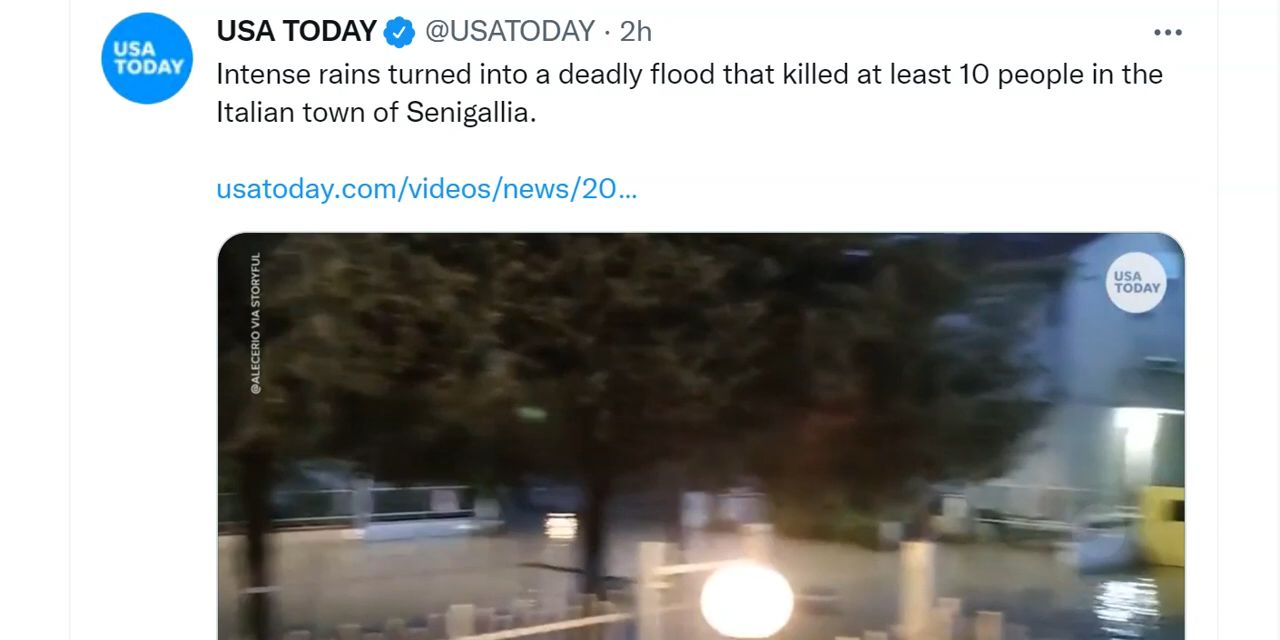 USA TODAY
USA TODAY @USATODAY · 2h
Intense rains turned into a deadly flood that killed at least 10 people in the
Italian town of Senigallia.
usatoday.com/videos/news/20...
@ALECERIO VIA STORYFUL
USA
TODAY